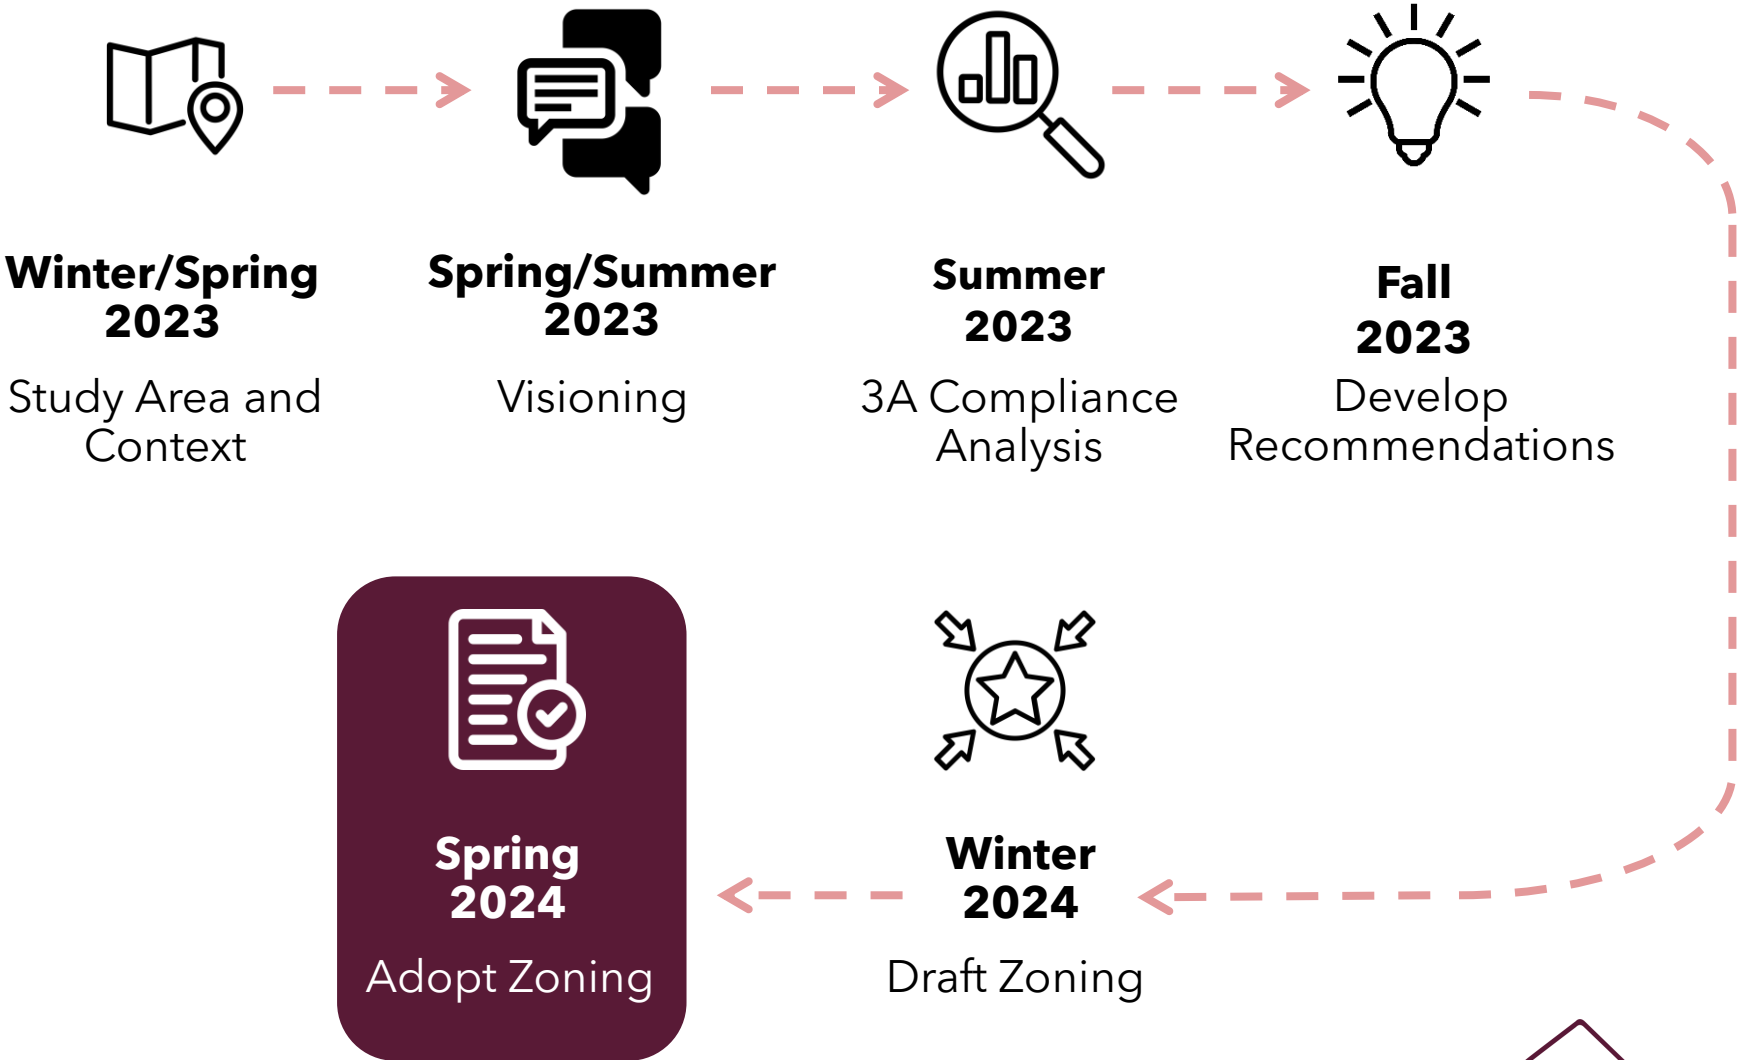 Winter/Spring
2023
Study Area and
Context
Spring/Summer
2023
Visioning
Summer
2023
3A Compliance
Analysis
Fall
2023
Develop
Recommendations
Winter
2024
Draft Zoning
Spring
2024
Adopt Zoning